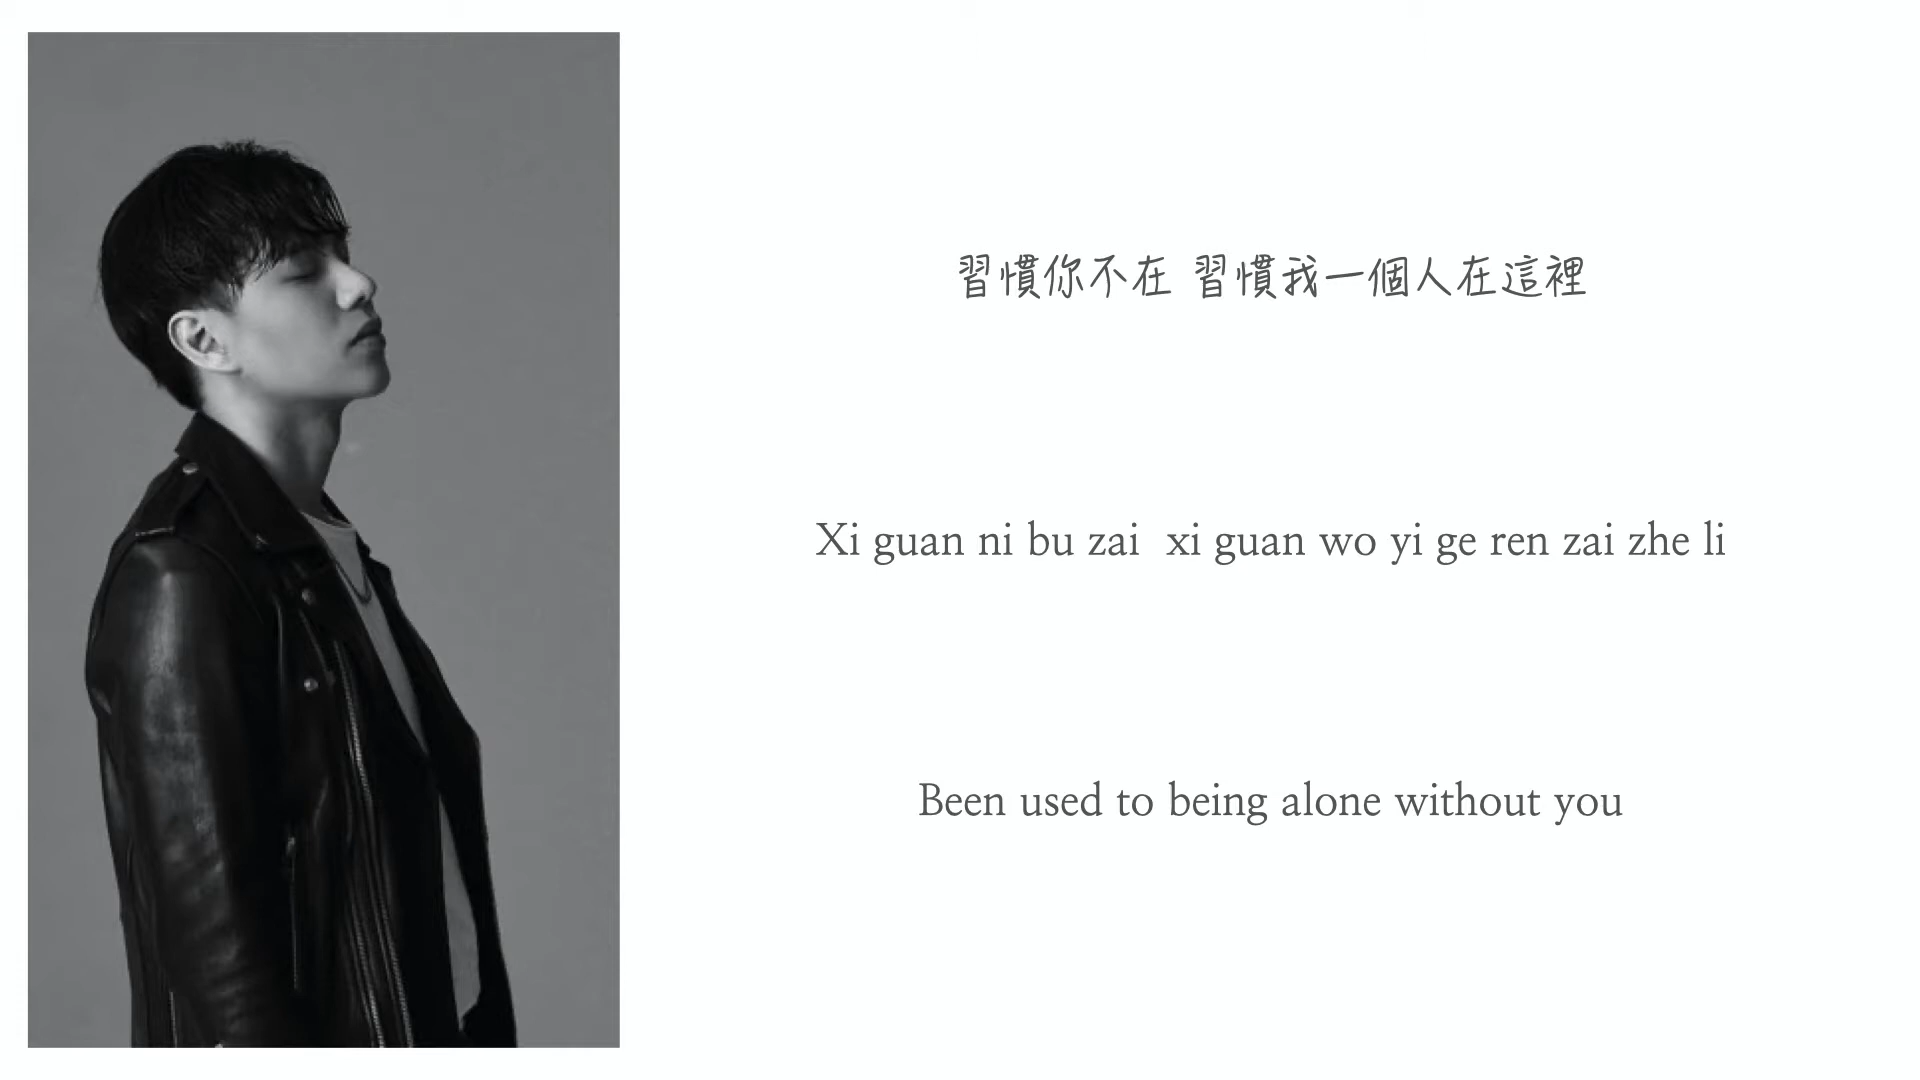 習慣你不在 習慣我一個人在這裡
Xi guan ni bu zai  xi guan wo yi ge ren zai zhe li
Been used to being alone without you